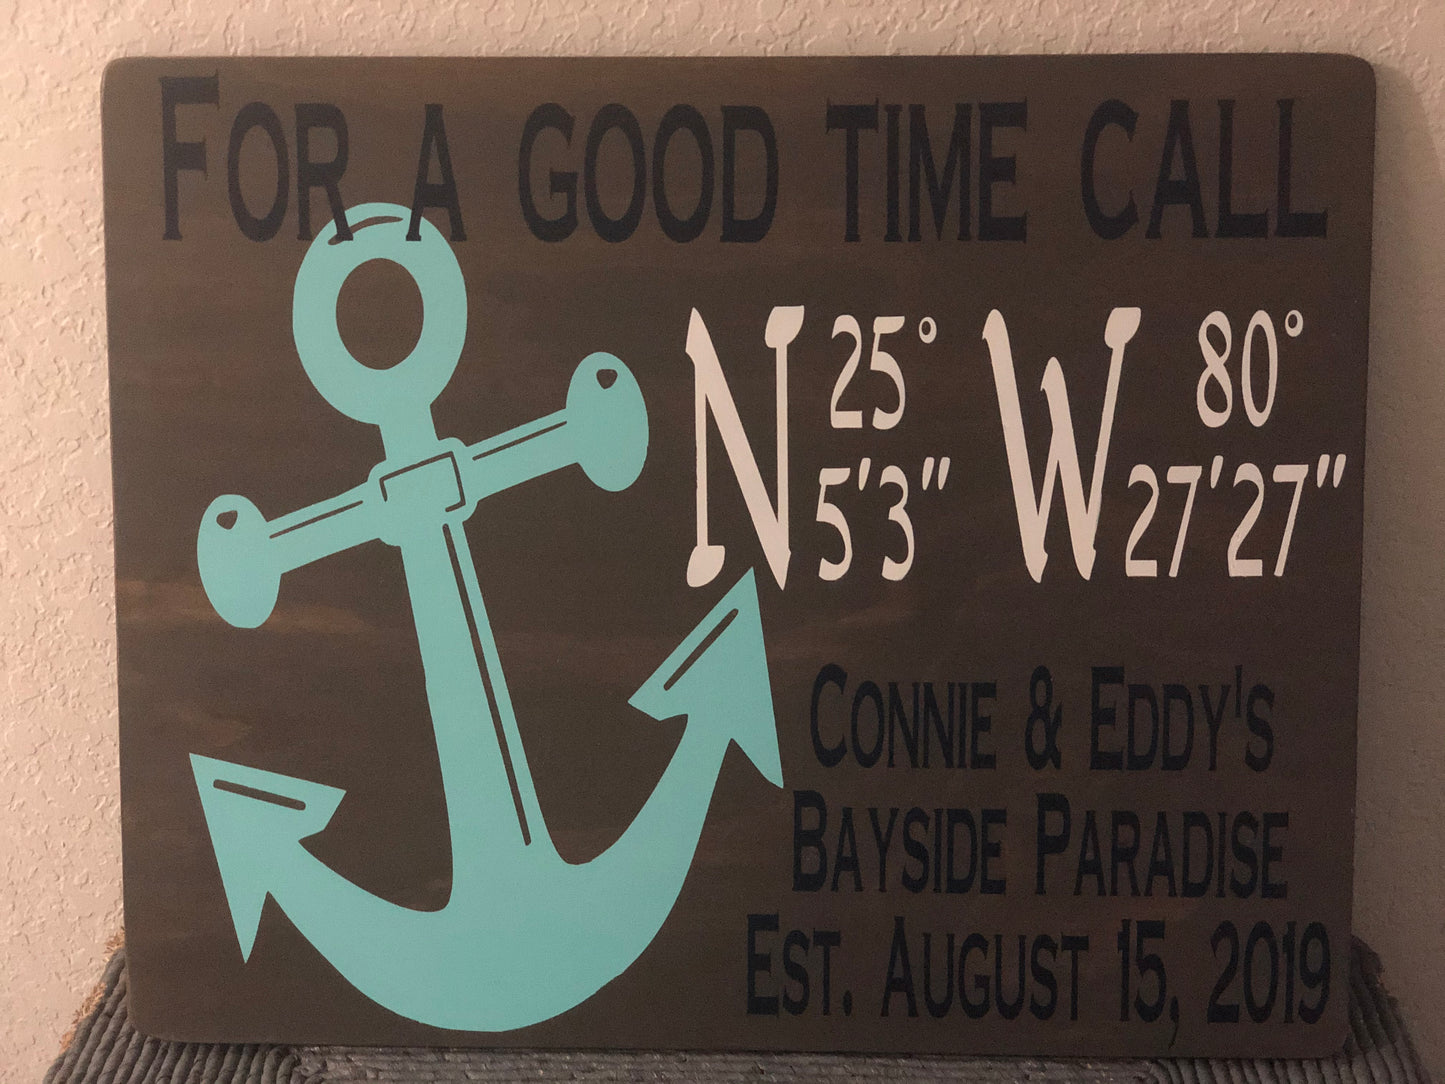 FOR A GOOD TIME CALL
N 25° W 80°
5'3" 27'27"
CONNIE & EDDY'S
BAYSIDE PARADISE
EST. AUGUST 15, 2019